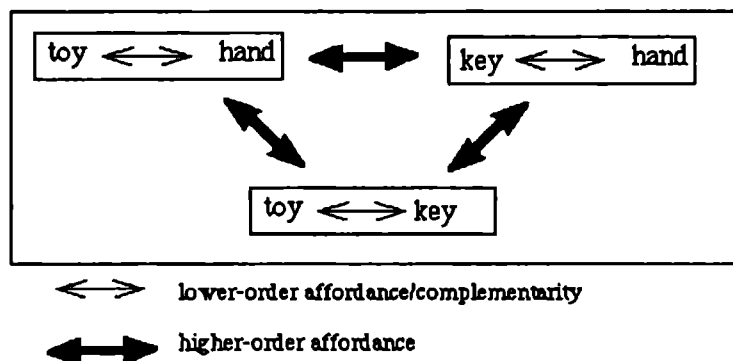 toy hand
key hand
toy key
lower-order affordance/complementarity
higher-order affordance